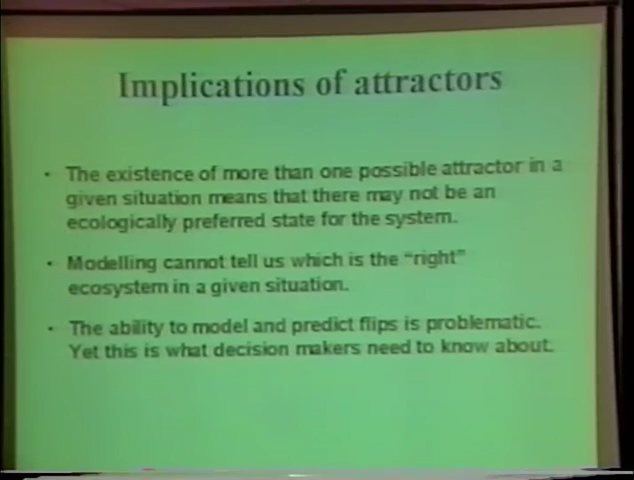 Implications of attractors
• The existence of more than one possible attractor in a
given situation means that there may not be an
ecologically preferred state for the system.
• Modelling cannot tell us which is the “right”
ecosystem in a given situation.
• The ability to model and predict flips is problematic.
Yet this is what decision makers need to know about.